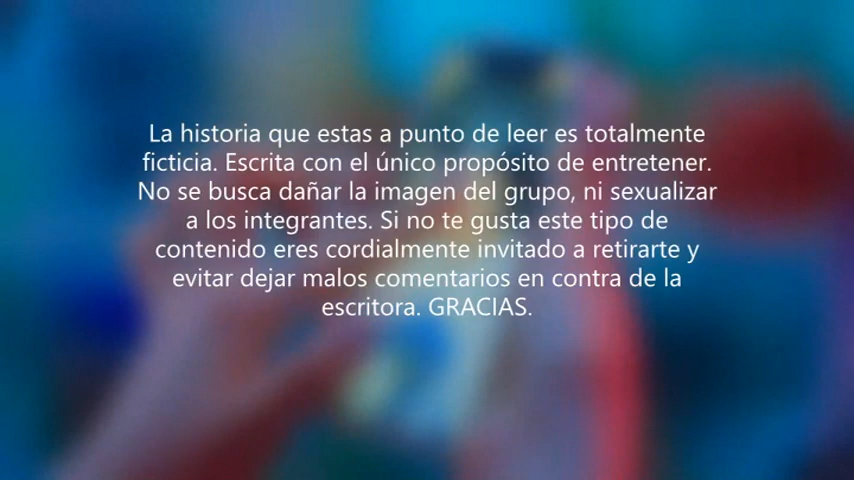 La historia que estas a punto de leer es totalmente
ficticia. Escrita con el único propósito de entretener.
No se busca dañar la imagen del grupo, ni sexualizar
a los integrantes. Si no te gusta este tipo de
contenido eres cordialmente invitado a retirarte y
evitar dejar malos comentarios en contra de la
escritora. GRACIAS.